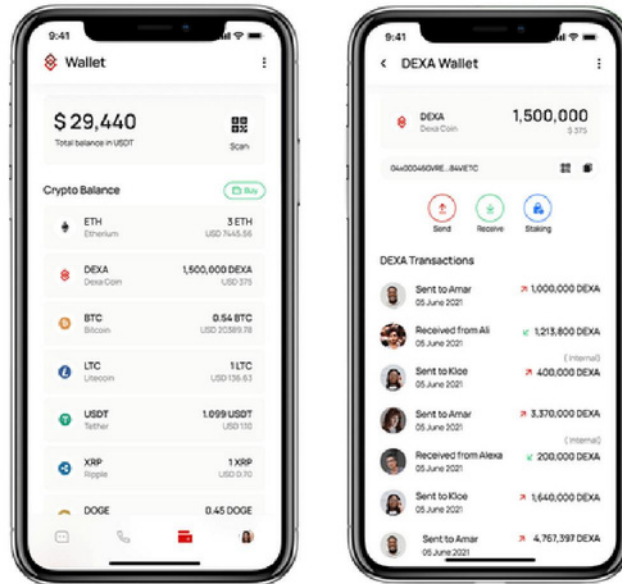 9:41
Wallet
$ 29,440
Total balance in USDT
Scan
Crypto Balance
Buy
ETH
3 ETH
Etherium
USD 7445.56
DEXA
1,500,000 DEXA
Dexa Coin
USD 375
BTC
0.54 BTC
Bitcoin
USD 20389.78
LTC
1 LTC
Litecoin
USD 136.63
USDT
1.099 USDT
Tether
USD 1.10
XRP
1 XRP
Ripple
USD 0.70
DOGE
0.45 DOGE
9:41
DEXA Wallet
DEXA
1,500,000
Dexa Coin
$ 375
Send
Receive
Staking
DEXA Transactions
Sent to Amar
1,000,000 DEXA
05 June 2021
Received from Ali
1,213,800 DEXA
05 June 2021
(Internal)
Sent to Kloe
400,000 DEXA
05 June 2021
Sent to Amar
3,370,000 DEXA
05 June 2021
(Internal)
Received from Alexa
200,000 DEXA
05 June 2021
Sent to Kloe
1,640,000 DEXA
05 June 2021
Sent to Amar
4,767,397 DEXA
05 June 2021